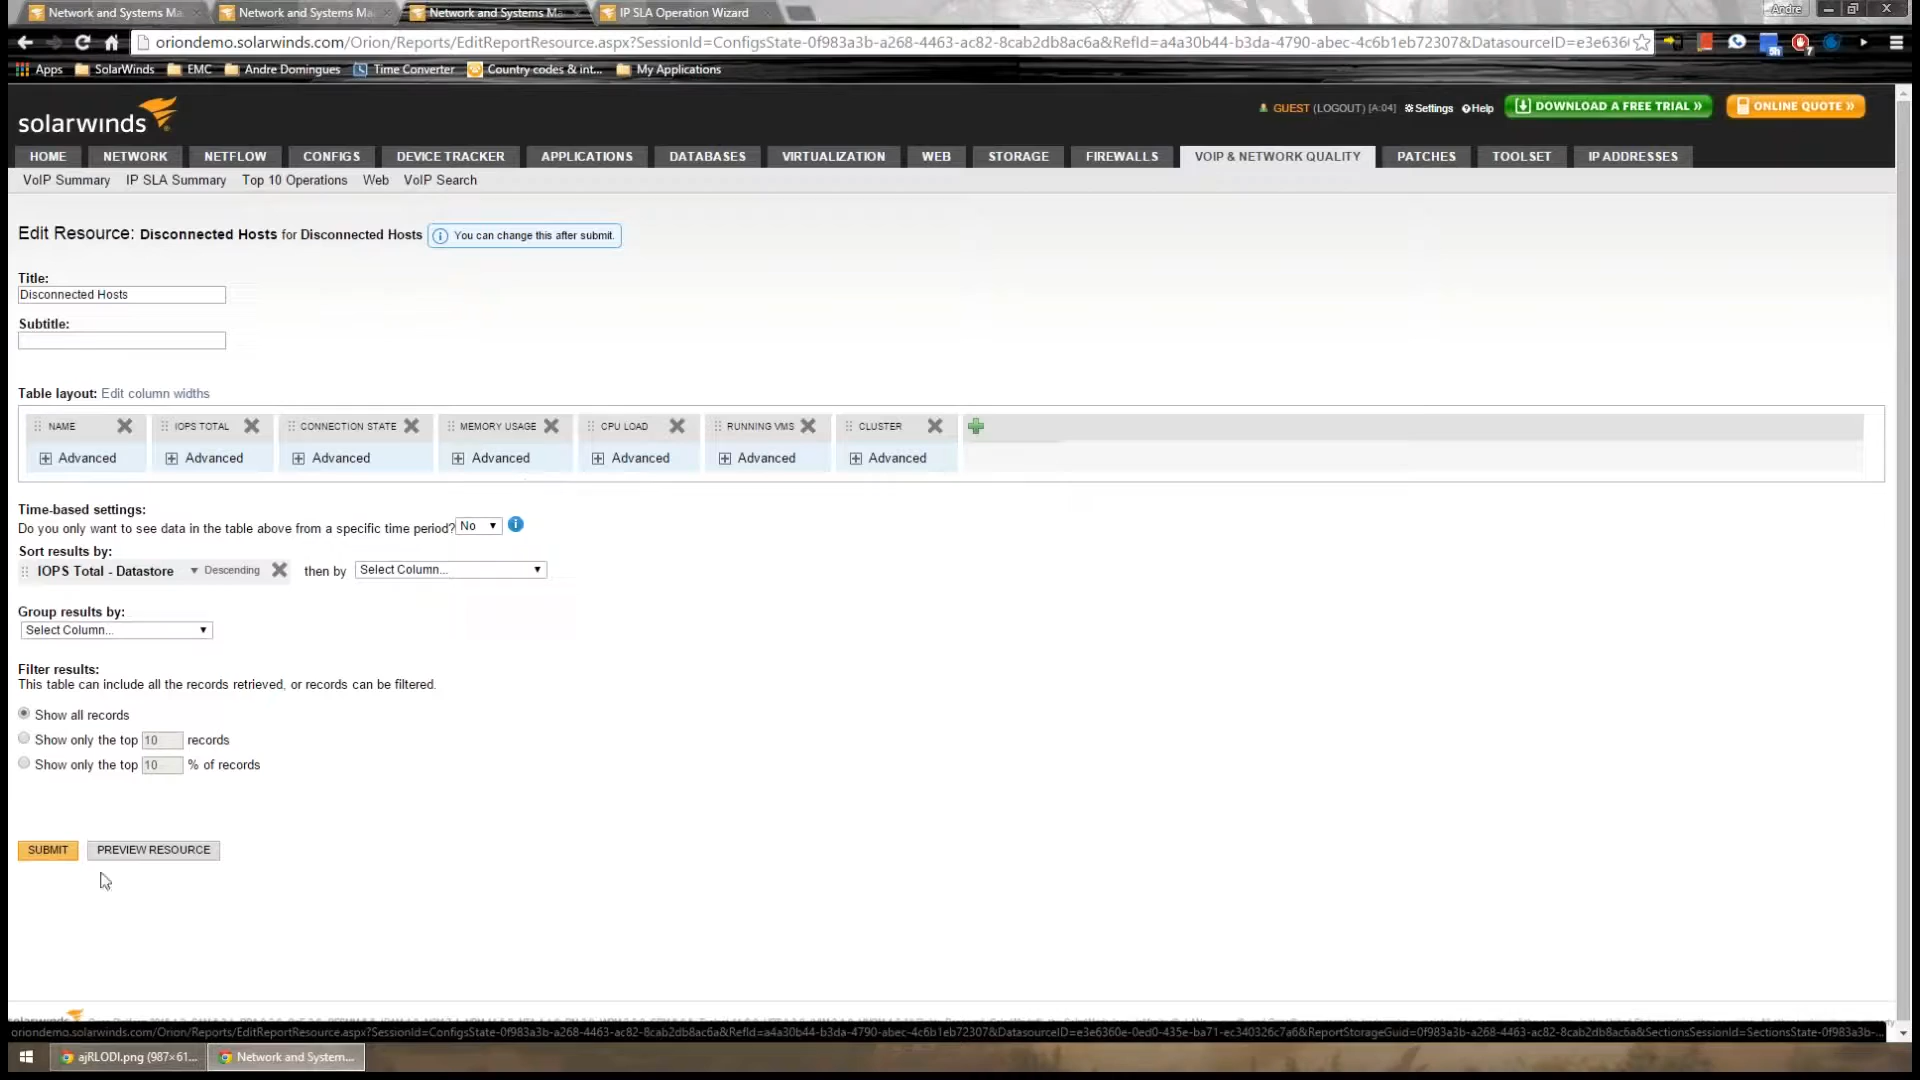 Network and Systems Ma
Network and Systems Ma
Network and Systems Ma
IP SLA Operation Wizard
Andre
oriondemo.solarwinds.com/Orion/Reports/EditReportResource.aspx?SessionId=ConfigsState-0f983a3b-a268-4463-ac82-8cab2db8ac6a&RefId=a4a30b44-b3da-4790-abec-4c6b1eb72307&DatasourceID=e3e6360
Apps SolarWinds EMC Andre Domingues Time Converter Country codes & int... My Applications
solarwinds
GUEST (LOGOUT) [A:04] Settings Help DOWNLOAD A FREE TRIAL » ONLINE QUOTE »
HOME NETWORK NETFLOW CONFIGS DEVICE TRACKER APPLICATIONS DATABASES VIRTUALIZATION WEB STORAGE FIREWALLS VOIP & NETWORK QUALITY PATCHES TOOLSET IP ADDRESSES
VoIP Summary IP SLA Summary Top 10 Operations Web VoIP Search
Edit Resource: Disconnected Hosts for Disconnected Hosts You can change this after submit.
Title:
Disconnected Hosts
Subtitle:
Table layout: Edit column widths
NAME IOPS TOTAL CONNECTION STATE MEMORY USAGE CPU LOAD RUNNING VMS CLUSTER
Advanced Advanced Advanced Advanced Advanced Advanced Advanced
Time-based settings:
Do you only want to see data in the table above from a specific time period? No
Sort results by:
IOPS Total - Datastore Descending then by Select Column...
Group results by:
Select Column...
Filter results:
This table can include all the records retrieved, or records can be filtered.
Show all records
Show only the top 10 records
Show only the top 10 % of records
SUBMIT PREVIEW RESOURCE
oriondemo.solarwinds.com/Orion/Reports/EditReportResource.aspx?SessionId=ConfigsState-0f983a3b-a268-4463-ac82-8cab2db8ac6a&RefId=a4a30b44-b3da-4790-abec-4c6b1eb72307&DatasourceID=e3e6360e-0ed0-435e-ba71-ec340326c7a6&ReportStorageGuid=0f983a3b-a268-4463-ac82-8cab2db8ac6a&SectionsSessionId=SectionsState-0f983a3b-...
ajRLODI.png (987×61... Network and System...